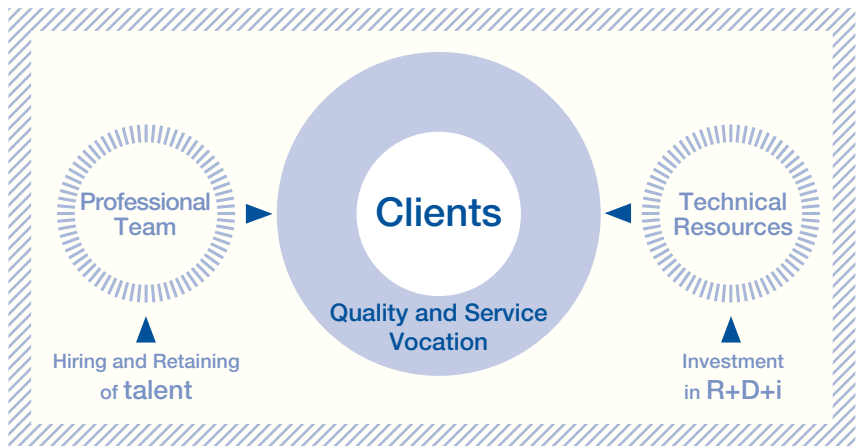 Professional
Team
Clients
Technical
Resources
Quality and Service
Vocation
Hiring and Retaining
of talent
Investment
in R+D+i